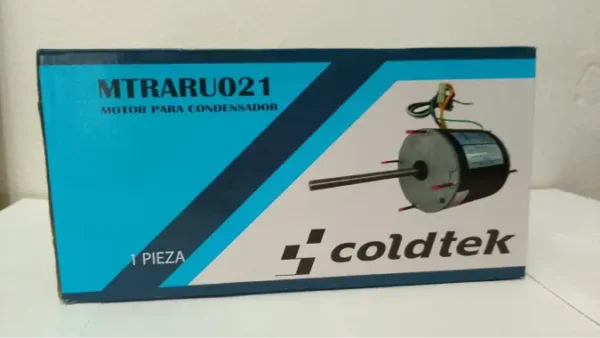 MTRARU021
MOTOR PARA CONDENSADOR
1 PIEZA
coldtek